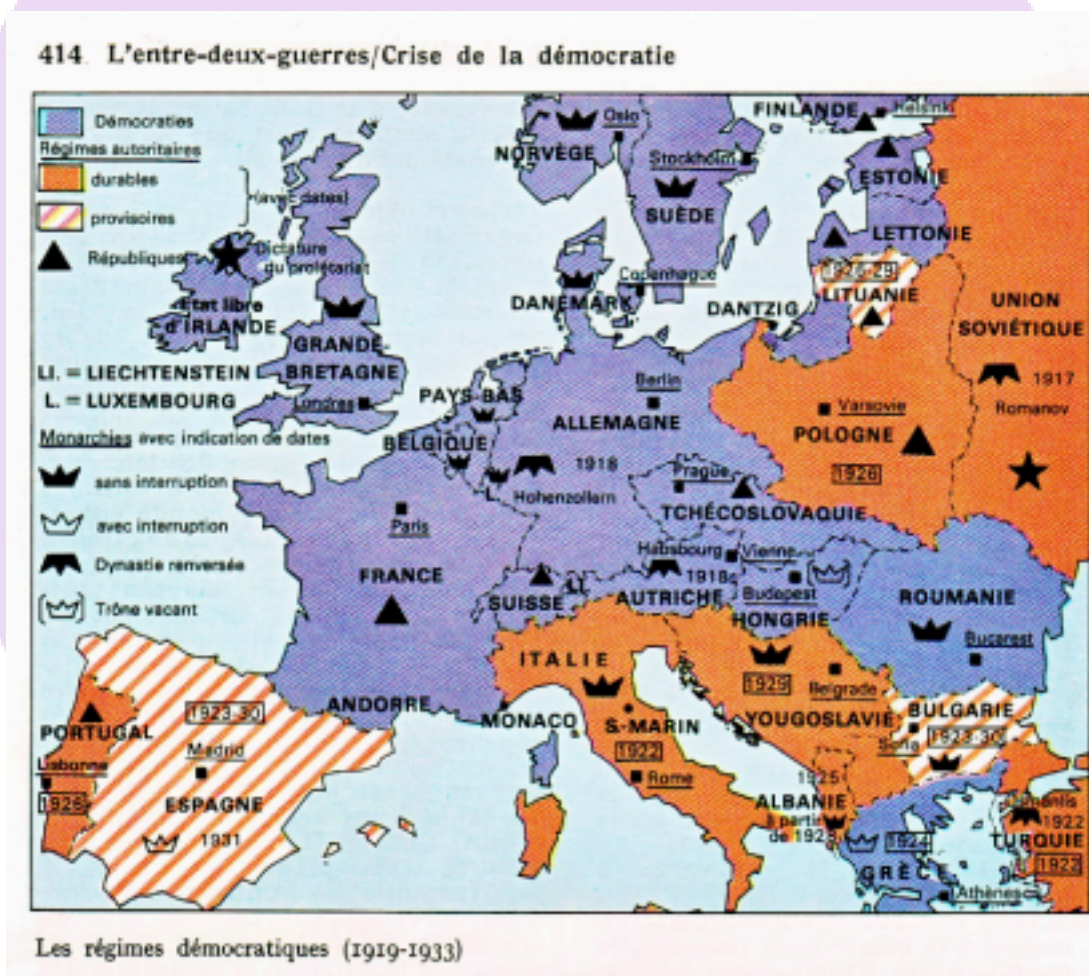 414 L'entre-deux-guerres/Crise de la démocratie
Démocraties
Régimes autoritaires
durables
(avec dates)
provisoires
Républiques
Dictature
du prolétariat
LI. = LIECHTENSTEIN
L. = LUXEMBOURG
Monarchies avec indication de dates
sans interruption
avec interruption
Dynastie renversée
Trône vacant
NORVÈGE
Oslo
Stockholm
SUÈDE
FINLANDE
Helsinki
ESTONIE
LETTONIE
LITUANIE
UNION
SOVIÉTIQUE
1917
Romanov
Etat libre
d'IRLANDE
GRANDE-
BRETAGNE
Londres
DANEMARK
Copenhague
DANTZIG
PAYS-BAS
BELGIQUE
L.
Berlin
ALLEMAGNE
1918
Hohenzollern
Varsovie
POLOGNE
1926
Prague
TCHÉCOSLOVAQUIE
Paris
FRANCE
SUISSE
LI.
Habsbourg
Vienne
1918
AUTRICHE
Budapest
HONGRIE
ROUMANIE
Bucarest
ITALIE
S-MARIN
1922
Rome
MONACO
ANDORRE
1929
Belgrade
YOUGOSLAVIE
BULGARIE
Sofia
1923-30
1925
ALBANIE
à partir
de 1928
1924
GRÈCE
Athènes
Osmanlis
1922
TURQUIE
1923
PORTUGAL
Lisbonne
1926
1923-30
Madrid
ESPAGNE
1931
Les régimes démocratiques (1919-1933)